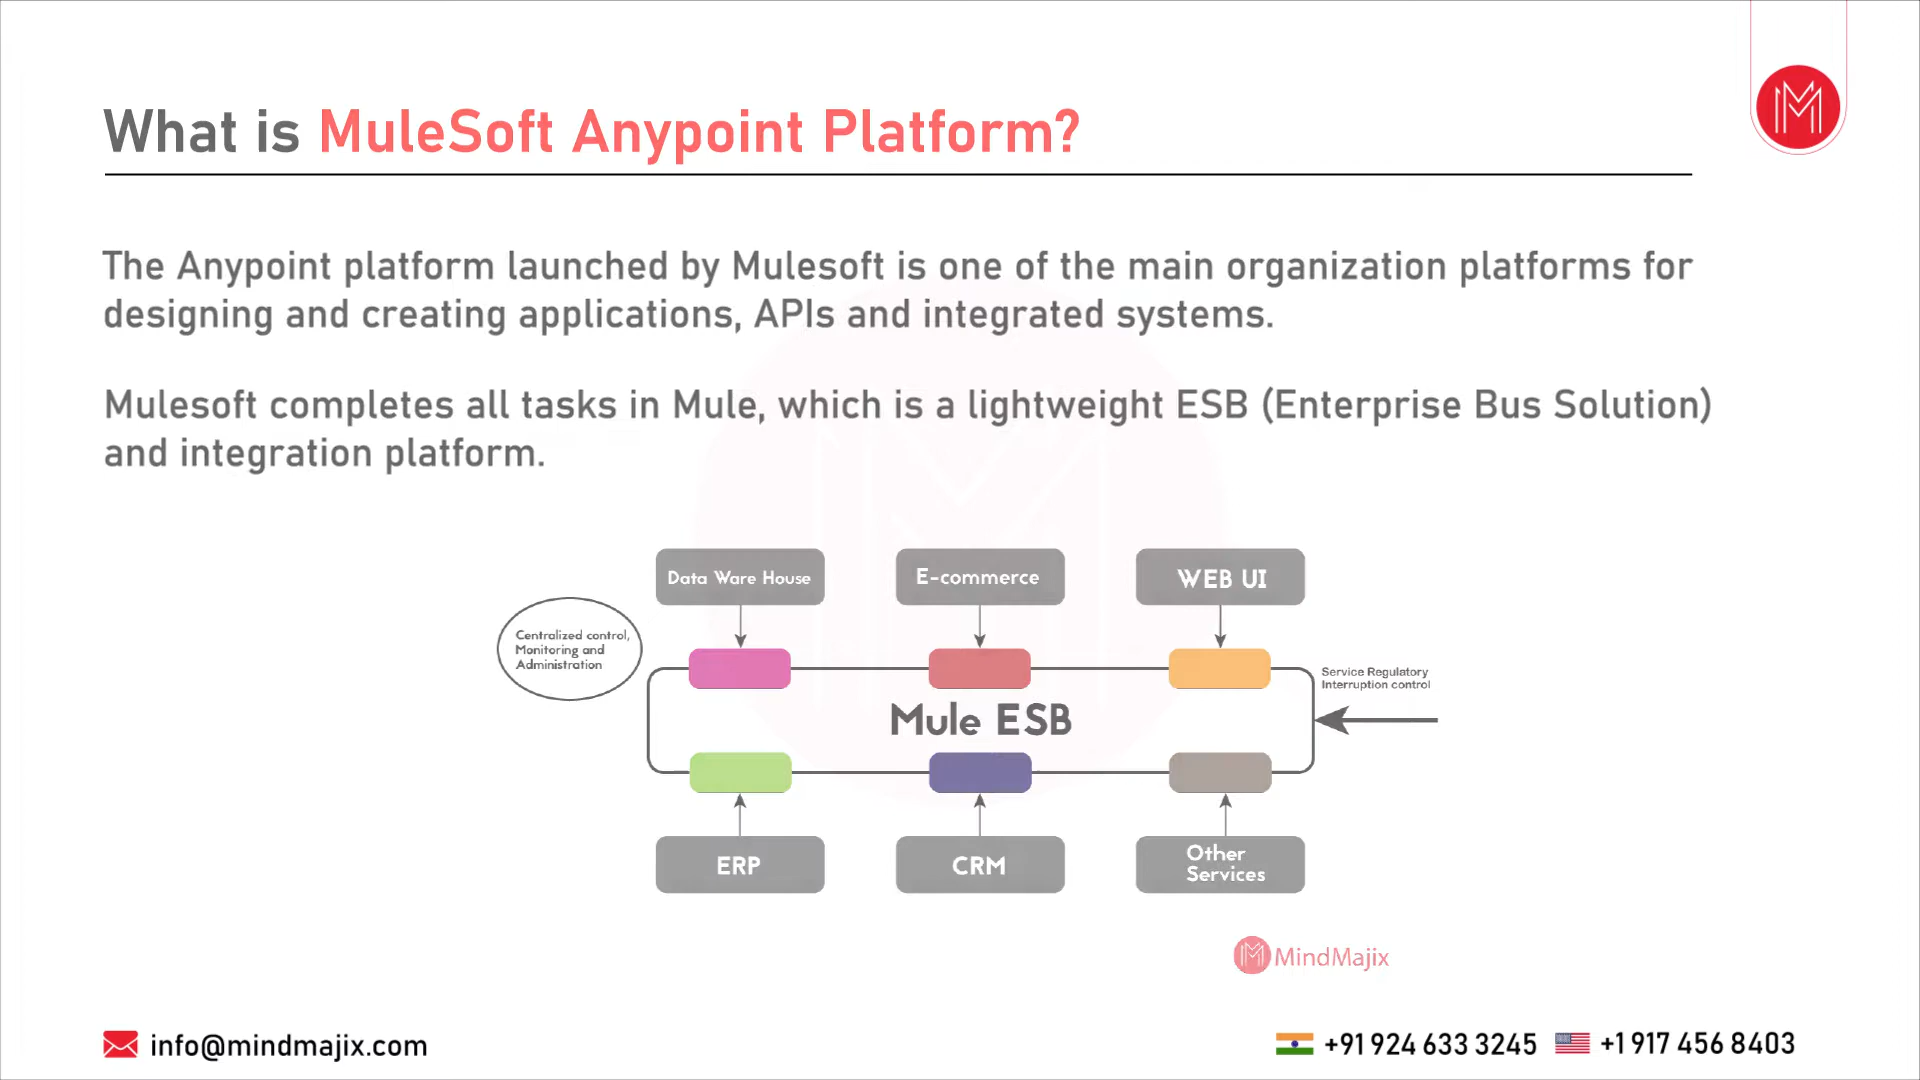 What is MuleSoft Anypoint Platform?
The Anypoint platform launched by Mulesoft is one of the main organization platforms for
designing and creating applications, APIs and integrated systems.
Mulesoft completes all tasks in Mule, which is a lightweight ESB (Enterprise Bus Solution)
and integration platform.
Data Ware House
E-commerce
WEB UI
Centralized control,
Monitoring and
Administration
Service Regulatory
Interruption control
Mule ESB
ERP
CRM
Other
Services
MindMajix
info@mindmajix.com
+91 924 633 3245
+1 917 456 8403